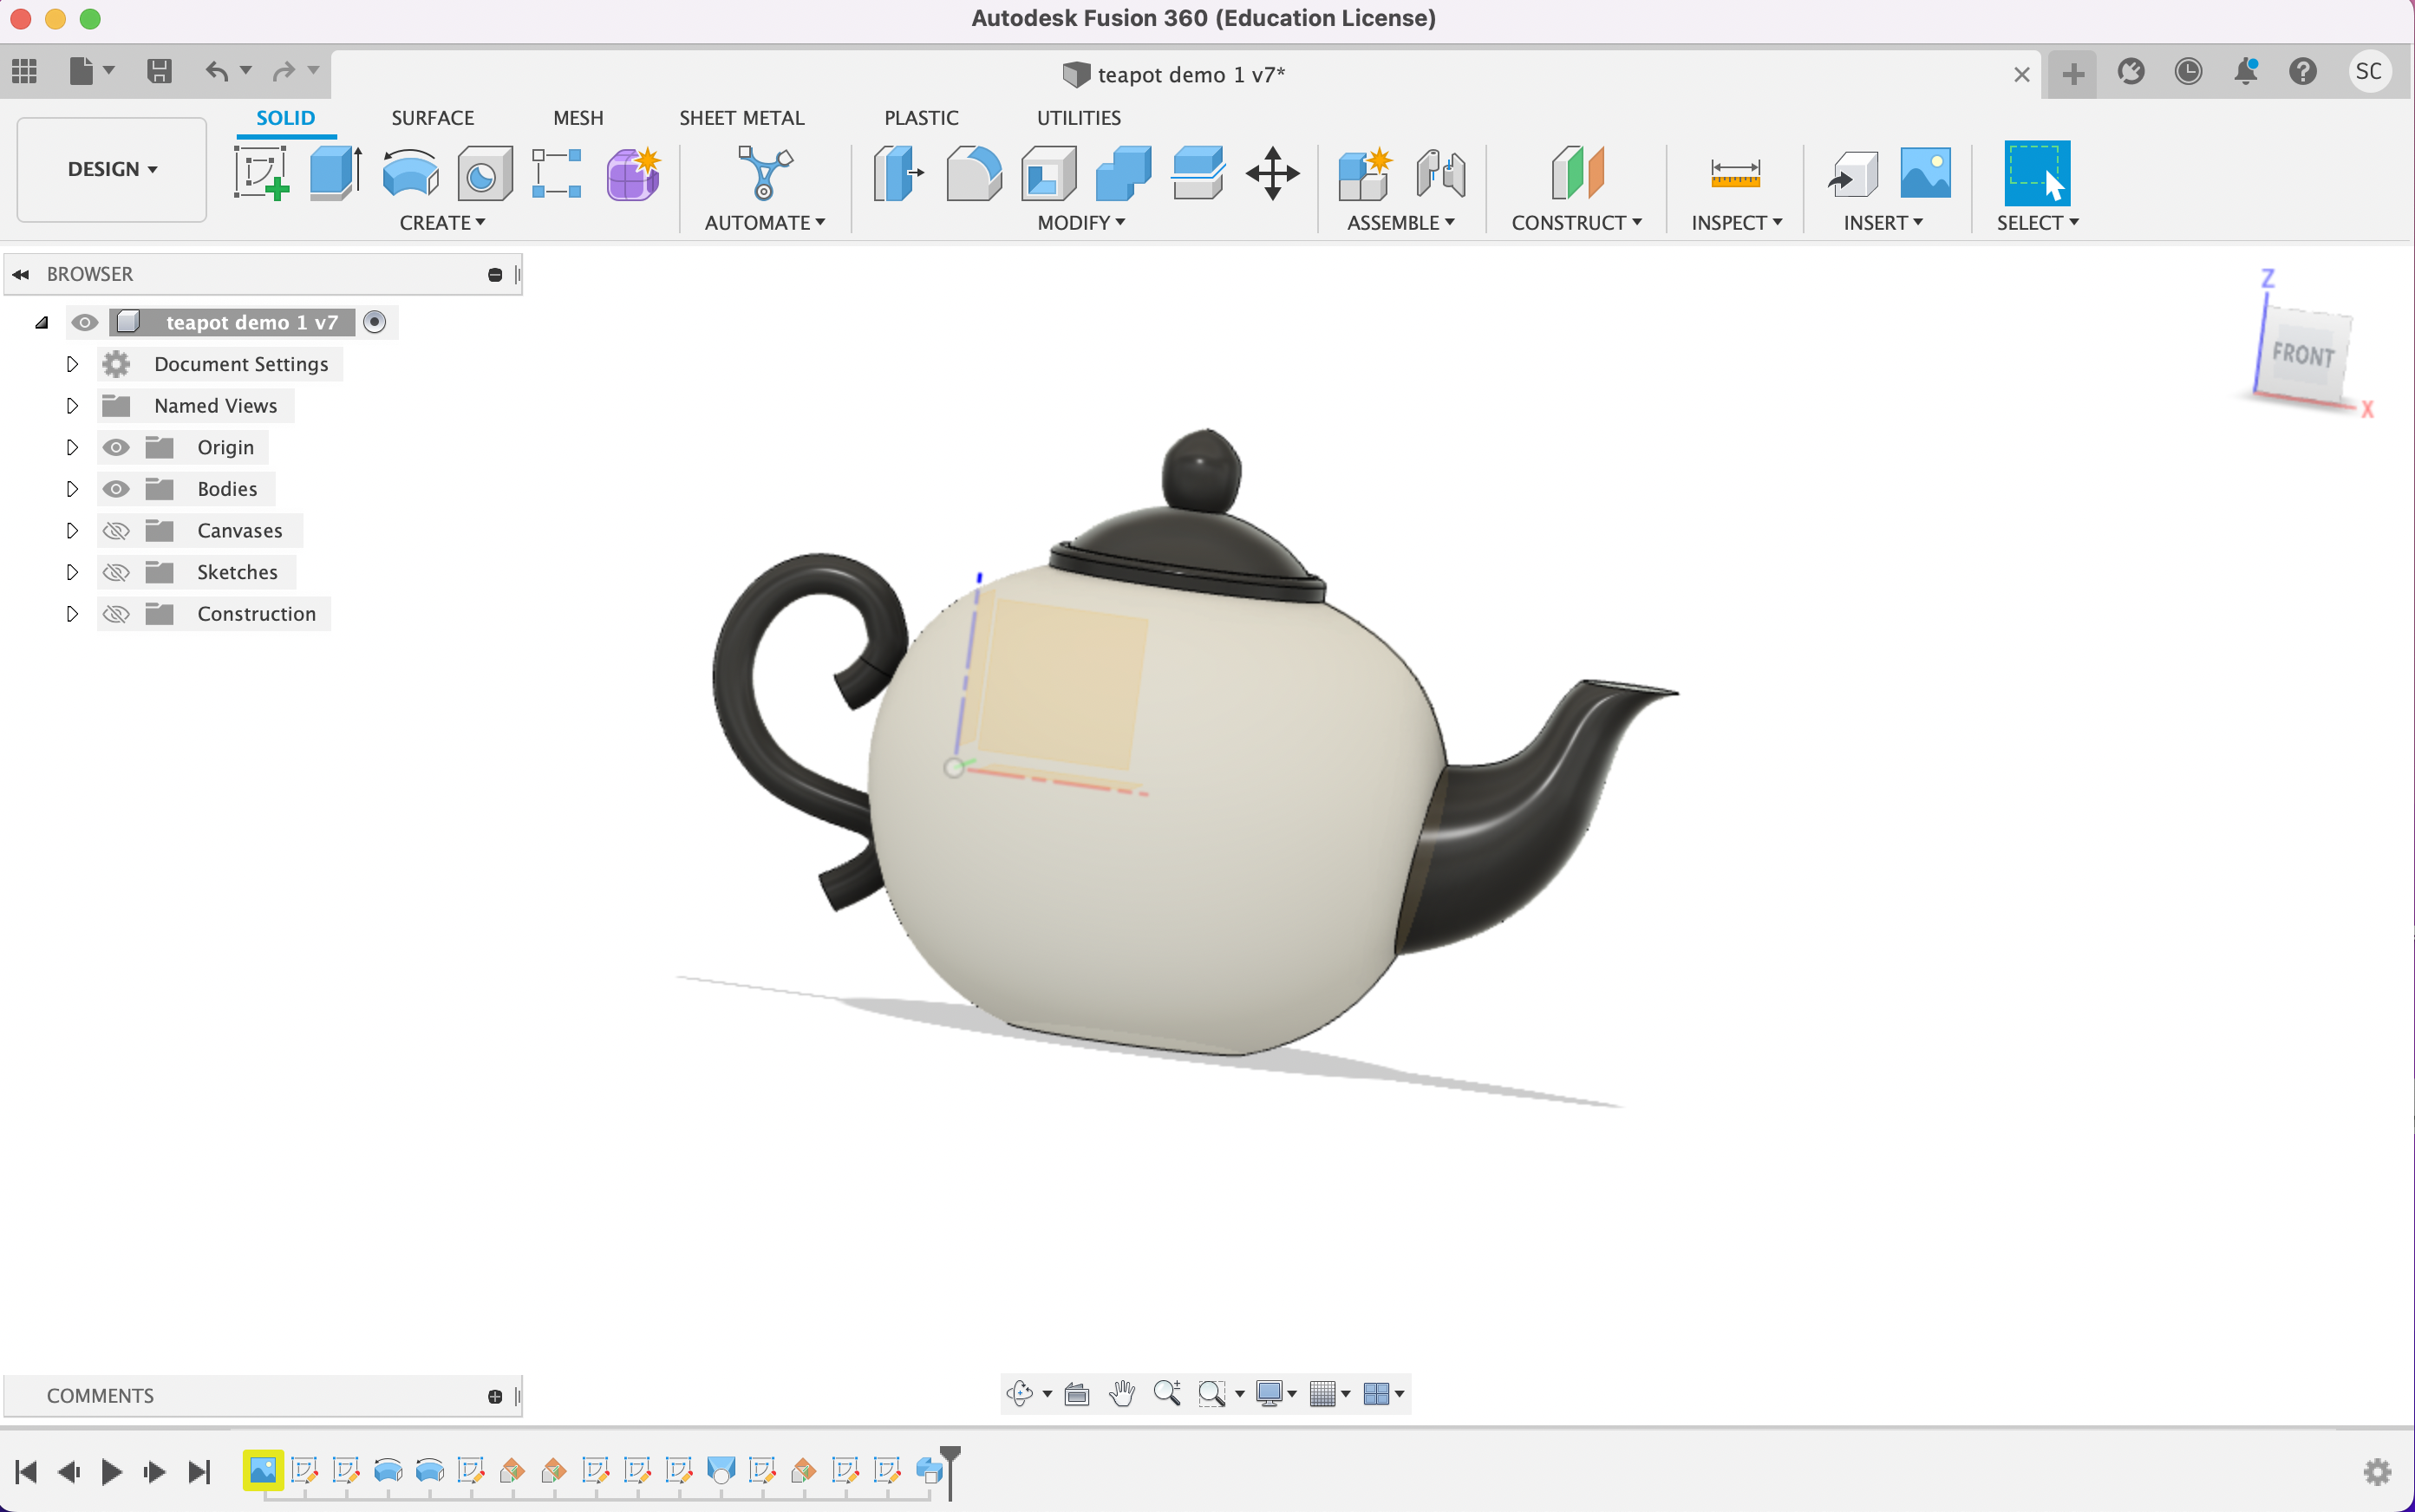 Autodesk Fusion 360 (Education License)
teapot demo 1 v7*
SC
DESIGN
SOLID SURFACE MESH SHEET METAL PLASTIC UTILITIES
CREATE AUTOMATE MODIFY ASSEMBLE CONSTRUCT INSPECT INSERT SELECT
BROWSER
teapot demo 1 v7
Document Settings
Named Views
Origin
Bodies
Canvases
Sketches
Construction
Z
FRONT
X
COMMENTS